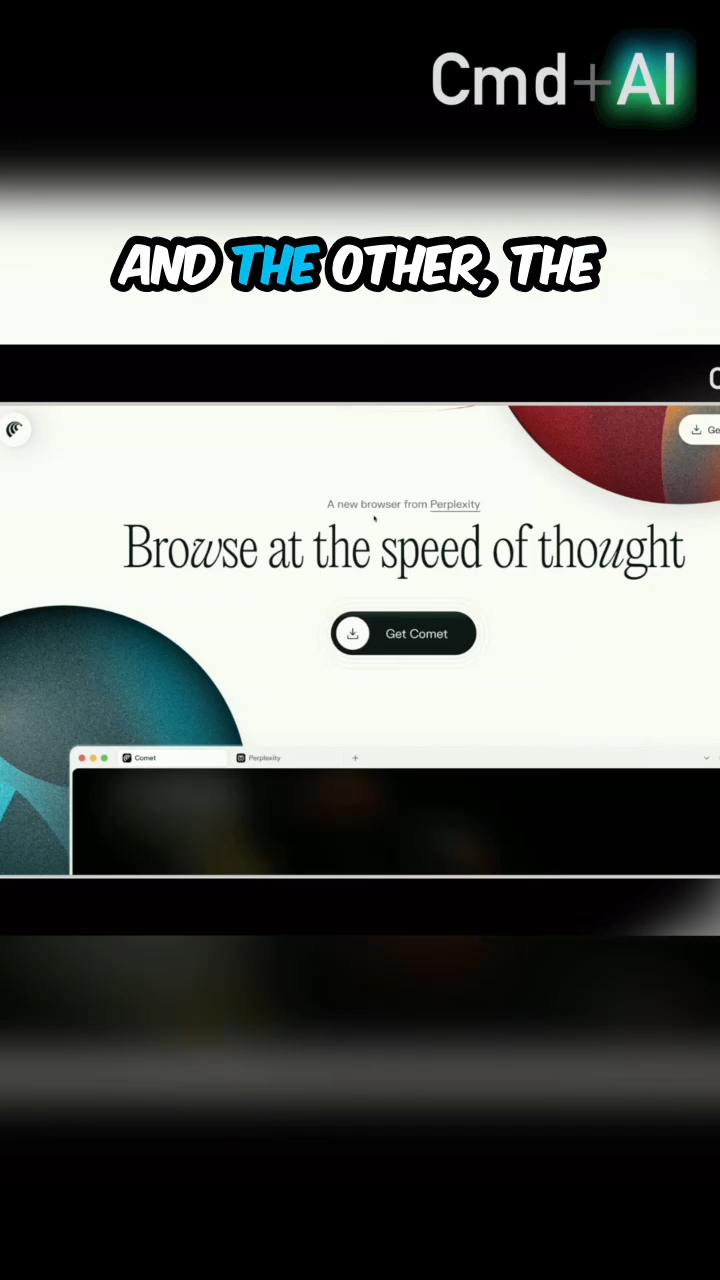 Cmd+AI
AND THE OTHER, THE
A new browser from Perplexity
Browse at the speed of thought
Get Comet
Comet
Perplexity